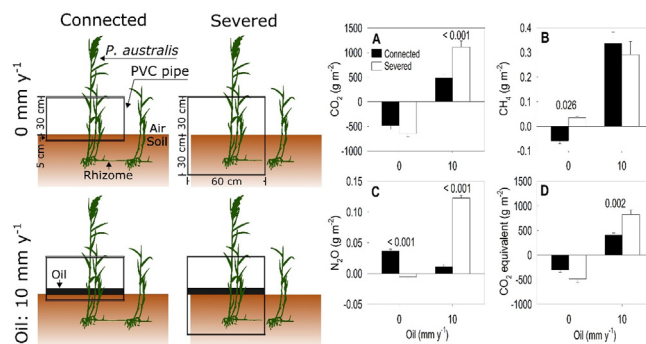 Connected
Severed
P. australis
PVC pipe
0 mm y⁻¹
30 cm
5 cm
Air
Soil
Rhizome
30 cm
30 cm
60 cm
Oil: 10 mm y⁻¹
Oil
A
CO₂ (g m⁻²)
1500
1000
500
0
-500
-1000
< 0.001
Connected
Severed
0
10
B
CH₄ (g m⁻²)
0.4
0.3
0.2
0.1
0.0
-0.1
0.026
0
10
C
N₂O (g m⁻²)
0.15
0.10
0.05
0.00
-0.05
< 0.001
< 0.001
0
10
Oil (mm y⁻¹)
D
CO₂ equivalent (g m⁻²)
1500
1000
500
0
-500
-1000
0.002
0
10
Oil (mm y⁻¹)